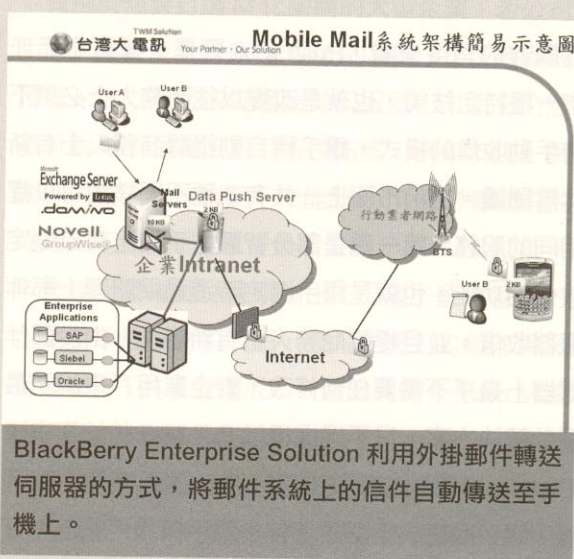 TWM Solution
台灣大電訊 Your Partner, Our Solution
Mobile Mail系統架構簡易示意圖
User A
User B
Microsoft
Exchange Server
Powered by Lotus
domino
Novell
GroupWise
Mail Servers
Data Push Server
2 KB
80 KB
企業Intranet
行動業者網路
BTS
User B
2 KB
Enterprise
Applications
SAP
Siebel
Oracle
Internet
BlackBerry Enterprise Solution 利用外掛郵件轉送
伺服器的方式，將郵件系統上的信件自動傳送至手
機上。